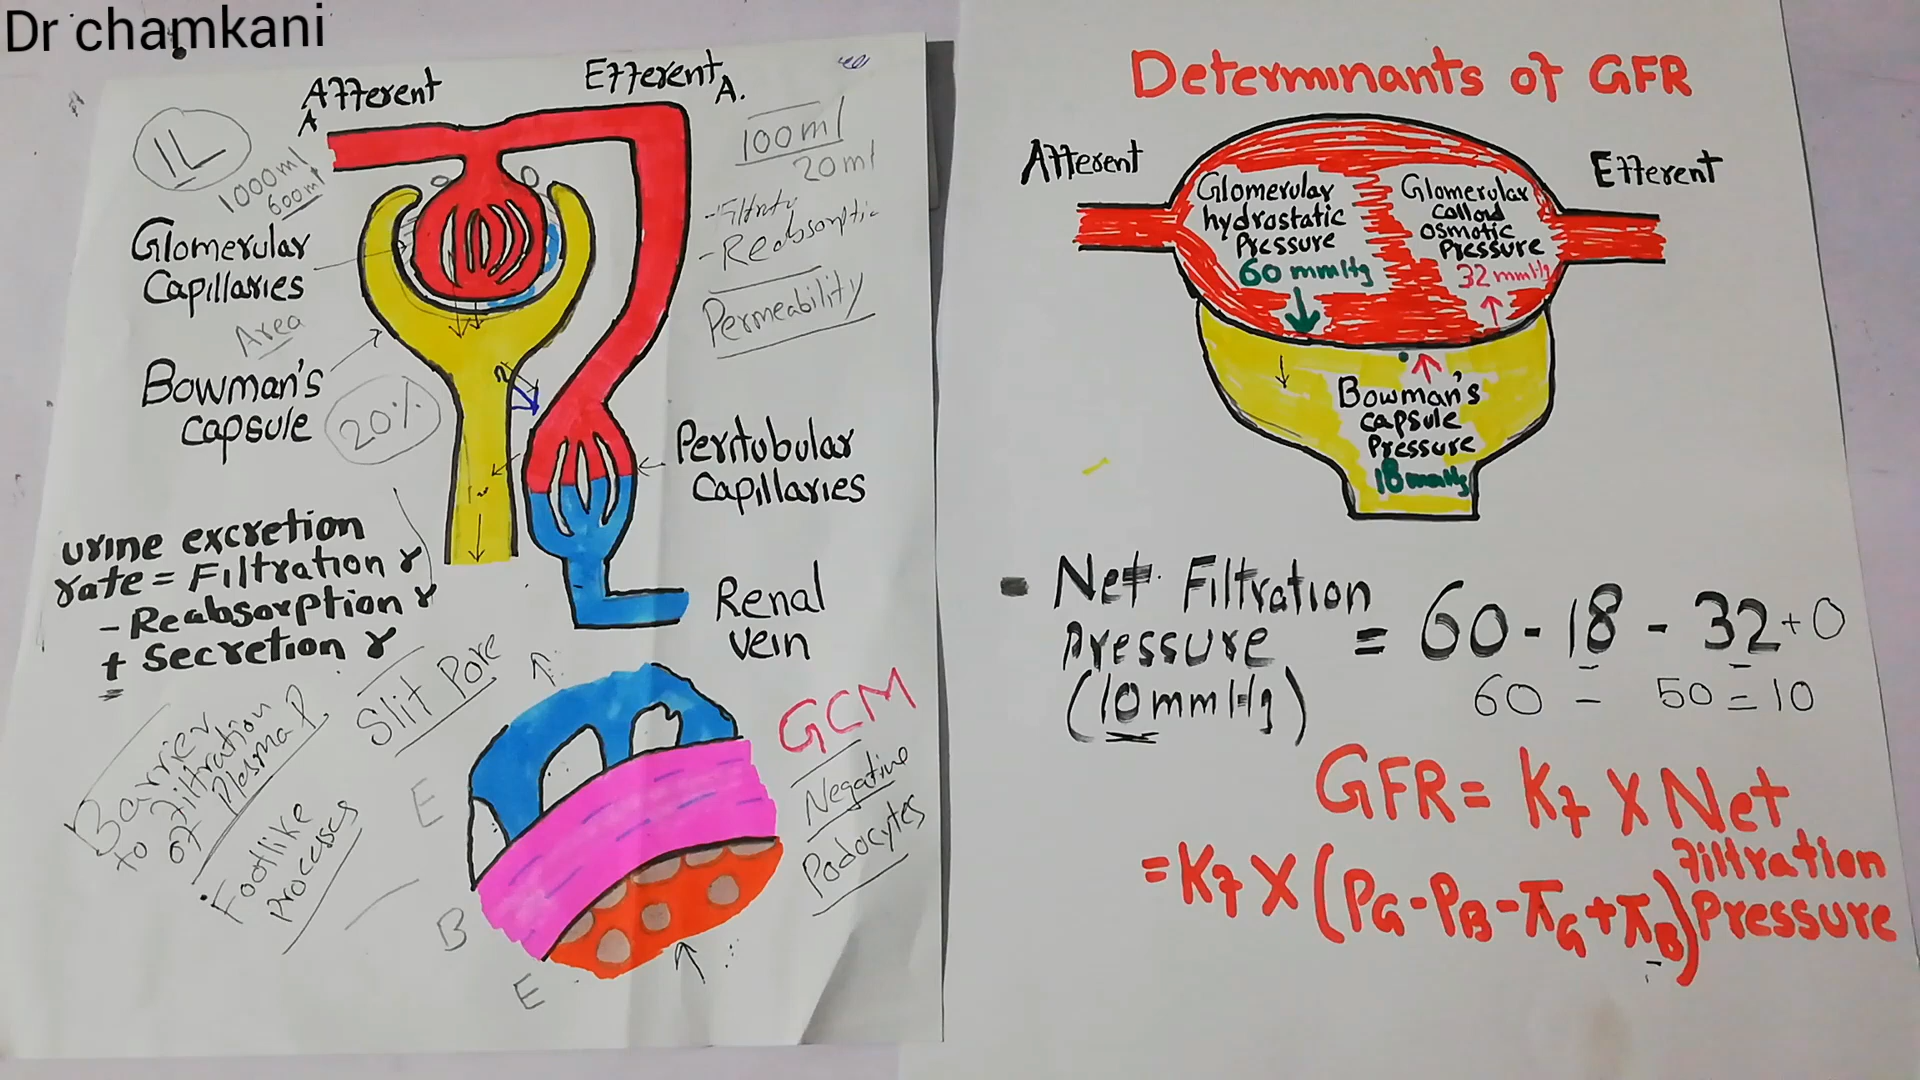 Dr chamkani
Afferent
A
Efferent
A.
1L
1000ml
600ml
100ml
20ml
- Filtratn
- Reabsorptin
Permeability
Glomerular
Capillaries
Area
Bowman's
capsule
20%
Peritubular
Capillaries
Renal
vein
urine excretion
rate = Filtration r
- Reabsorption r
+ Secretion r
Slit Pore
Barrier
to Filtration
of Plasma P.
Footlike
processes
E
B
E
GCM
Negative
Podocytes
Determinants of GFR
Afferent
Efferent
Glomerular
hydrostatic
Pressure
60 mmHg
Glomerular
colloid
osmotic
Pressure
32 mmHg
Bowman's
capsule
Pressure
18 mmHg
Net Filtration
Pressure = 60 - 18 - 32 + 0
(10 mmHg)
60 - 50 = 10
GFR = Kf X Net
Filtration
Pressure
= Kf X (PG - PB - πG + πB)